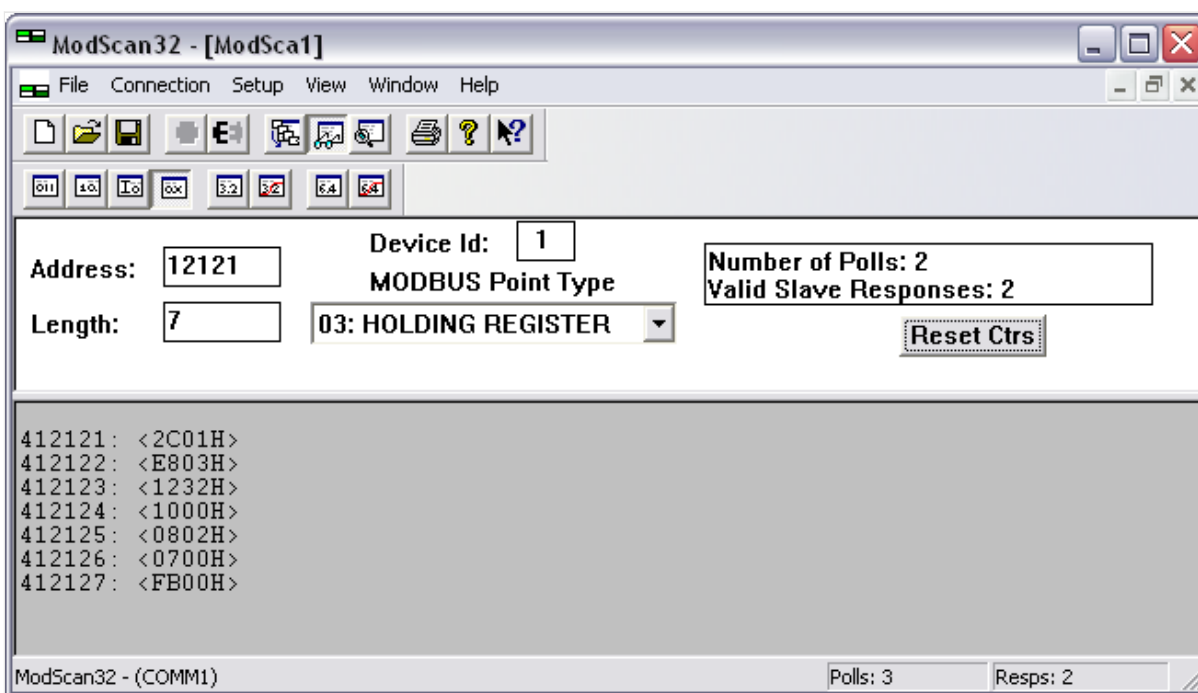 ModScan32 - [ModSca1]
File Connection Setup View Window Help
Address: 12121
Device Id: 1
MODBUS Point Type
Length: 7
03: HOLDING REGISTER
Number of Polls: 2
Valid Slave Responses: 2
Reset Ctrs
412121: <2C01H>
412122: <E803H>
412123: <1232H>
412124: <1000H>
412125: <0802H>
412126: <0700H>
412127: <FB00H>
ModScan32 - (COMM1)
Polls: 3
Resps: 2